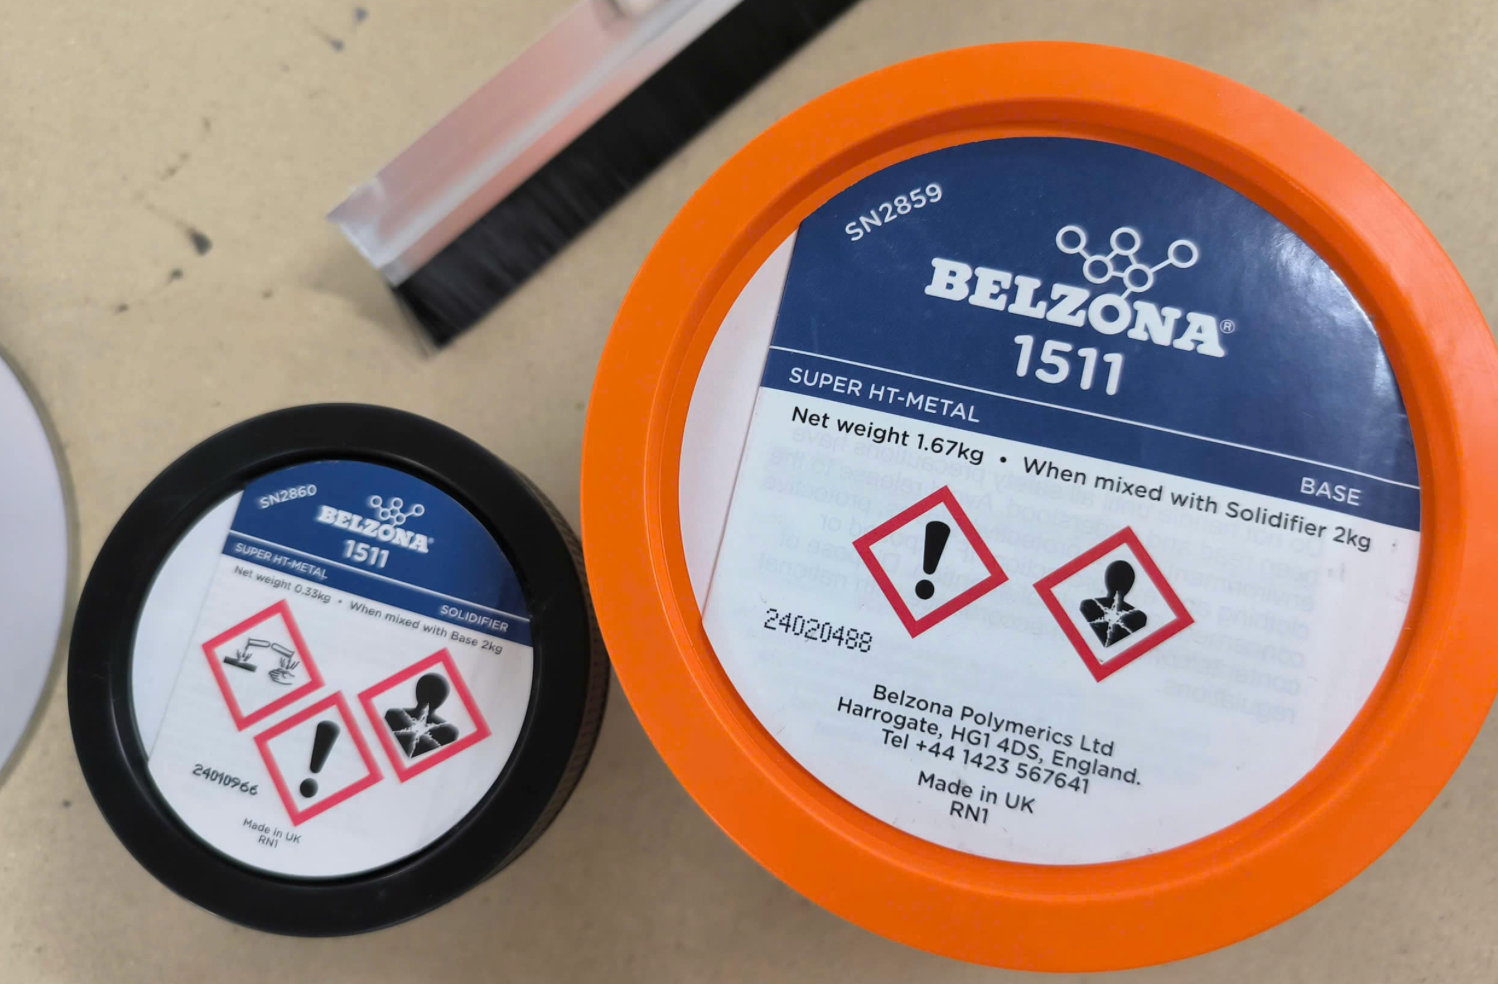 SN2859
BELZONA®
1511
SUPER HT-METAL
BASE
Net weight 1.67kg • When mixed with Solidifier 2kg
24020488
Belzona Polymerics Ltd
Harrogate, HG1 4DS, England.
Tel +44 1423 567641
Made in UK
RN1
SN2860
BELZONA
1511
SUPER HT-METAL
SOLIDIFIER
Net weight 0.33kg • When mixed with Base 2kg
24010966
Made in UK
RN1